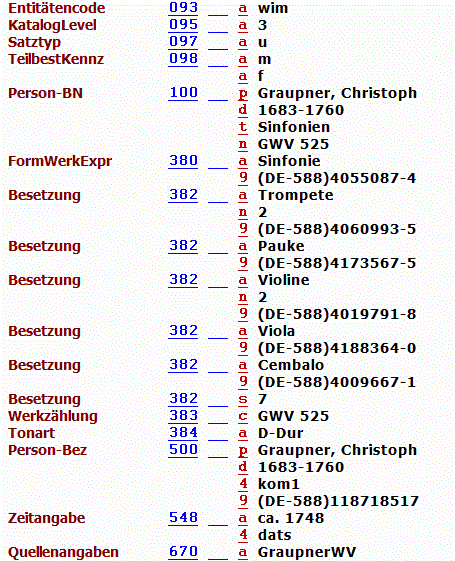 Entitätencode 093 __ a wim
KatalogLevel 095 __ a 3
Satztyp 097 __ a u
TeilbestKennz 098 __ a m
a f
Person-BN 100 __ p Graupner, Christoph
d 1683-1760
t Sinfonien
n GWV 525
FormWerkExpr 380 __ a Sinfonie
9 (DE-588)4055087-4
Besetzung 382 __ a Trompete
n 2
9 (DE-588)4060993-5
Besetzung 382 __ a Pauke
9 (DE-588)4173567-5
Besetzung 382 __ a Violine
n 2
9 (DE-588)4019791-8
Besetzung 382 __ a Viola
9 (DE-588)4188364-0
Besetzung 382 __ a Cembalo
9 (DE-588)4009667-1
Besetzung 382 __ s 7
Werkzählung 383 __ c GWV 525
Tonart 384 __ a D-Dur
Person-Bez 500 __ p Graupner, Christoph
d 1683-1760
4 kom1
9 (DE-588)118718517
Zeitangabe 548 __ a ca. 1748
4 dats
Quellenangaben 670 __ a GraupnerWV